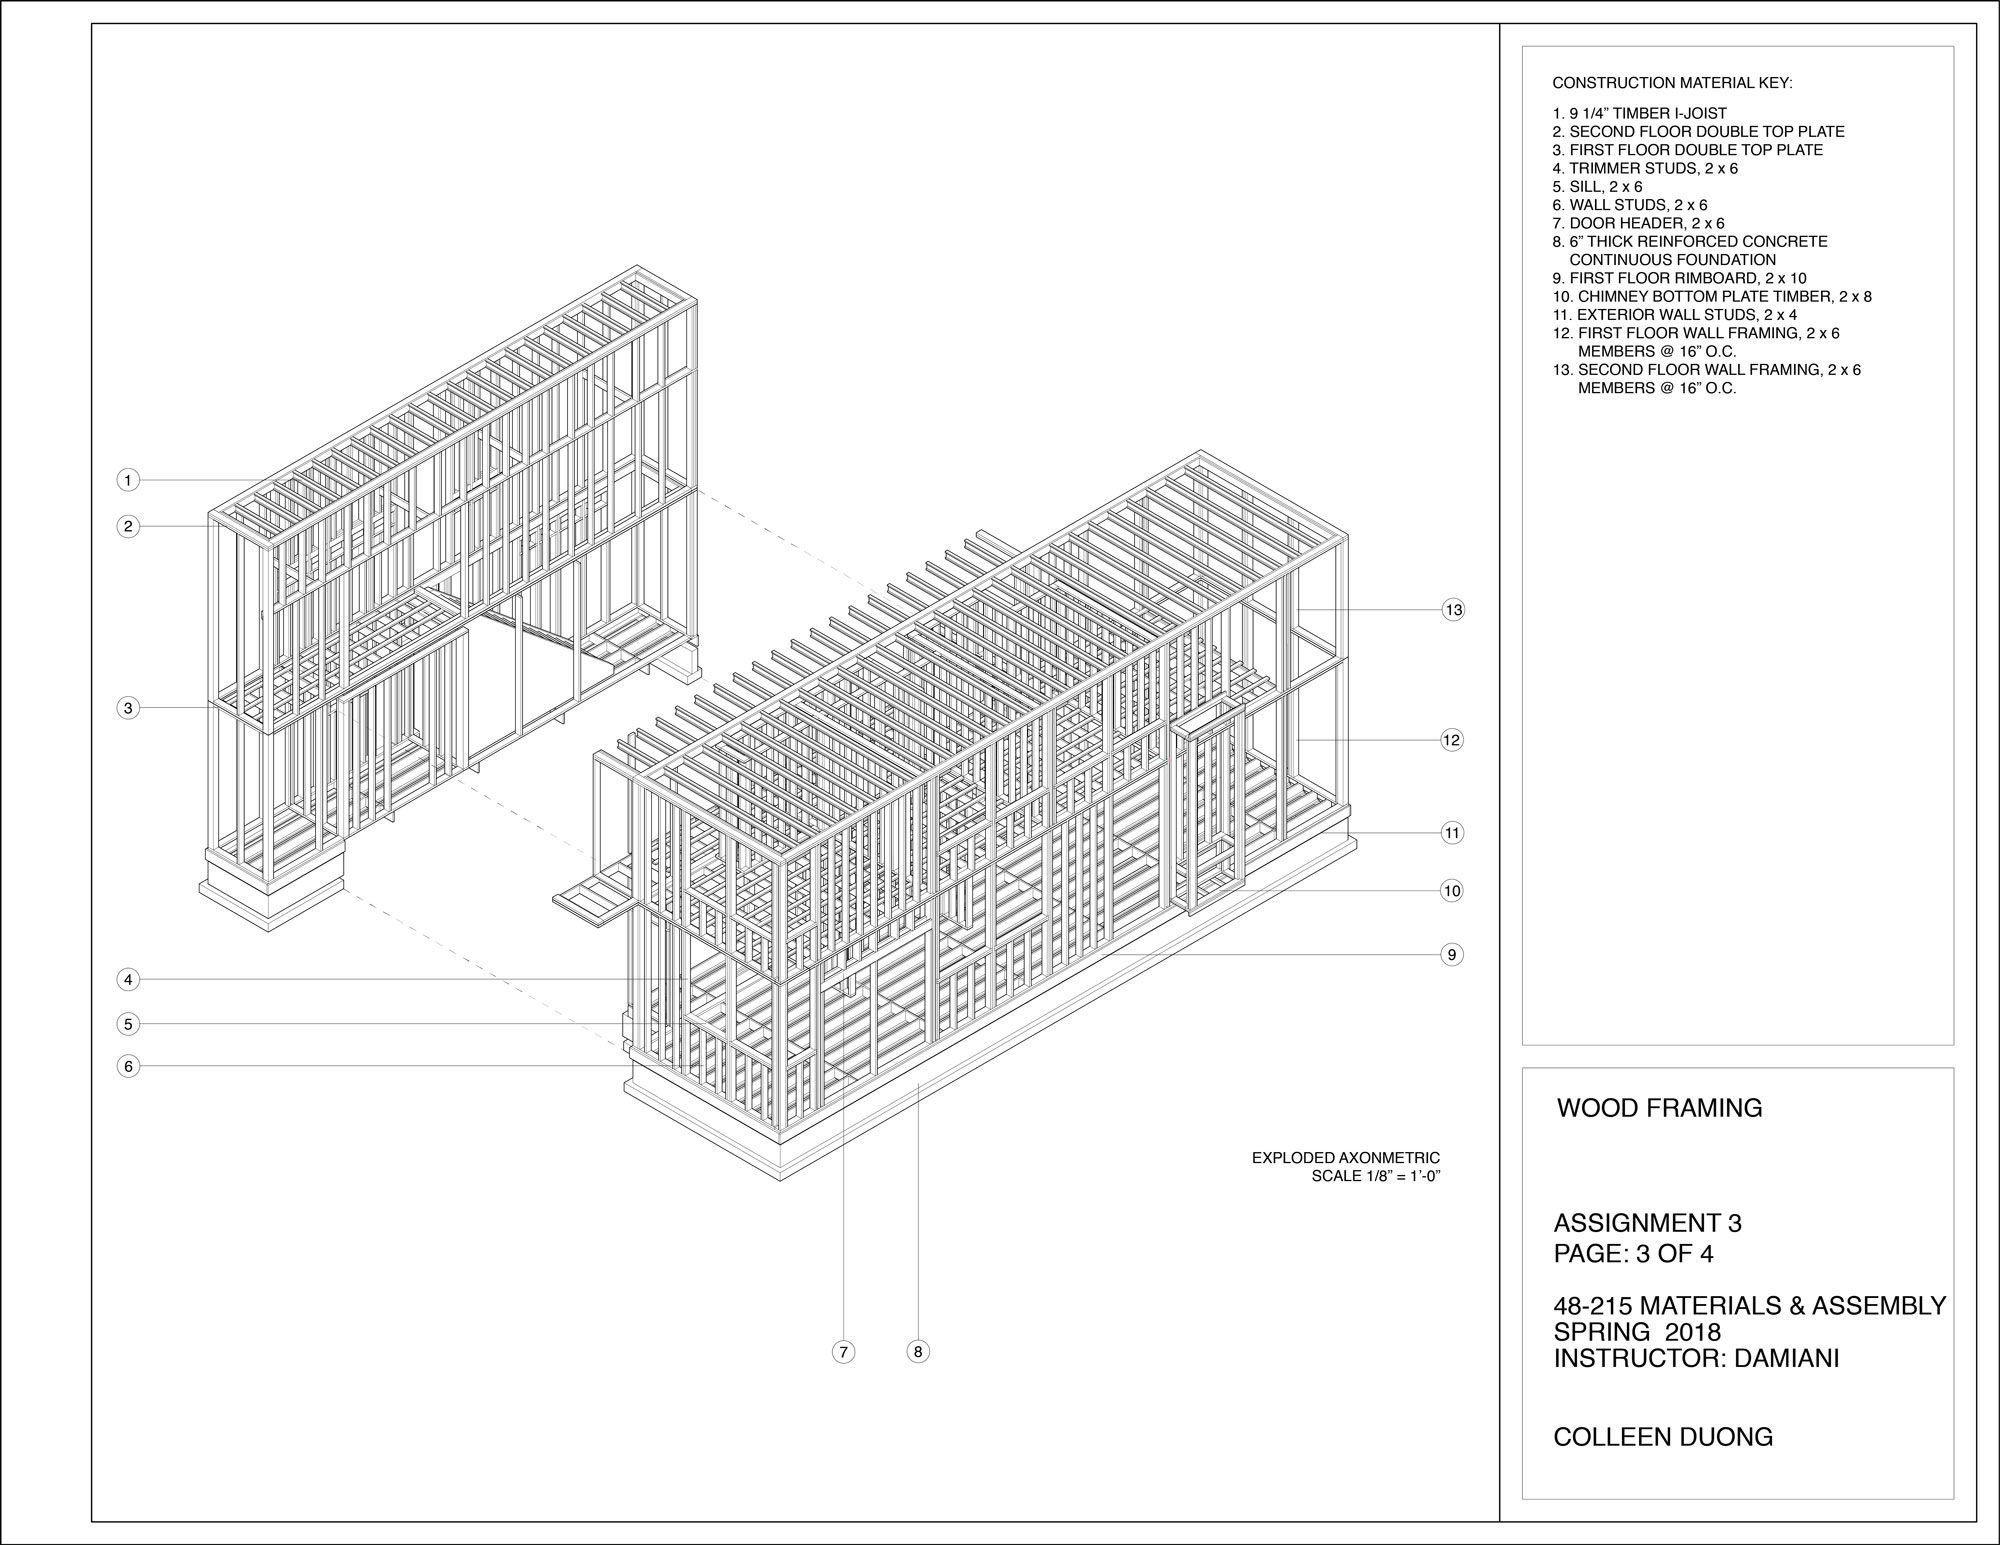 CONSTRUCTION MATERIAL KEY:
1. 9 1/4” TIMBER I-JOIST
2. SECOND FLOOR DOUBLE TOP PLATE
3. FIRST FLOOR DOUBLE TOP PLATE
4. TRIMMER STUDS, 2 x 6
5. SILL, 2 x 6
6. WALL STUDS, 2 x 6
7. DOOR HEADER, 2 x 6
8. 6” THICK REINFORCED CONCRETE
CONTINUOUS FOUNDATION
9. FIRST FLOOR RIMBOARD, 2 x 10
10. CHIMNEY BOTTOM PLATE TIMBER, 2 x 8
11. EXTERIOR WALL STUDS, 2 x 4
12. FIRST FLOOR WALL FRAMING, 2 x 6
MEMBERS @ 16” O.C.
13. SECOND FLOOR WALL FRAMING, 2 x 6
MEMBERS @ 16” O.C.
1
2
3
4
5
6
7
8
9
10
11
12
13
EXPLODED AXONMETRIC
SCALE 1/8” = 1’-0”
WOOD FRAMING
ASSIGNMENT 3
PAGE: 3 OF 4
48-215 MATERIALS & ASSEMBLY
SPRING 2018
INSTRUCTOR: DAMIANI
COLLEEN DUONG